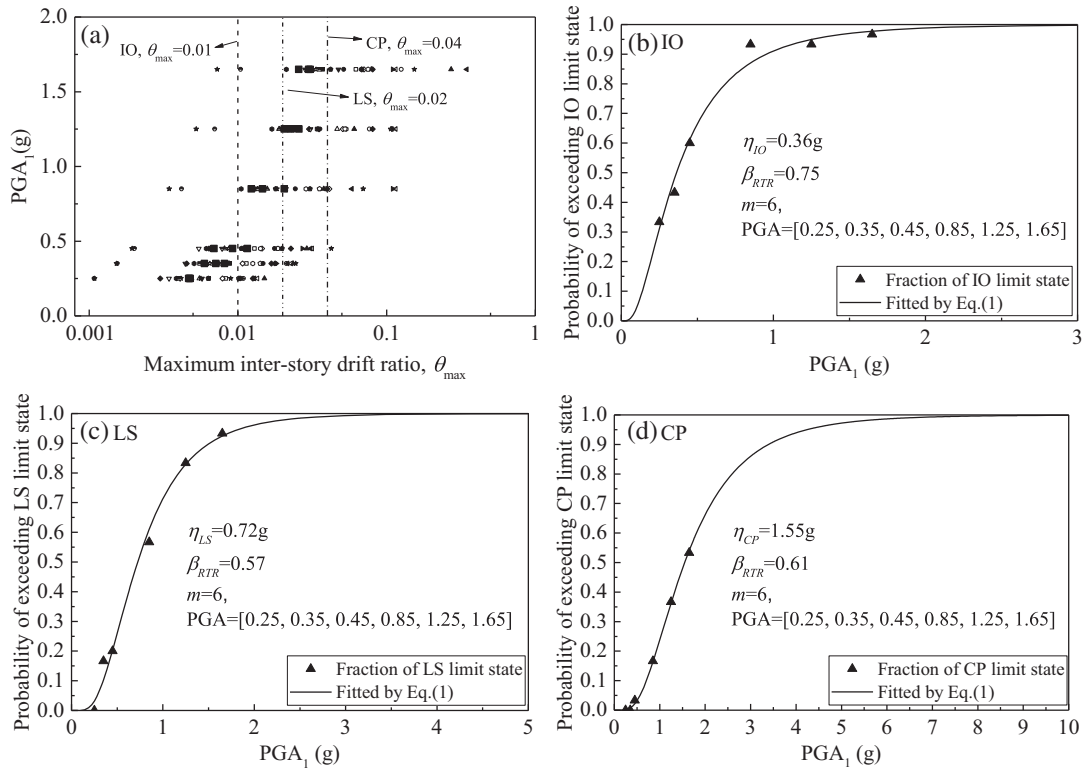 (a)
IO, θmax=0.01
CP, θmax=0.04
LS, θmax=0.02
PGA1(g)
2.0
1.5
1.0
0.5
0.0
0.001
0.01
0.1
1
Maximum inter-story drift ratio, θmax
(b) IO
Probability of exceeding IO limit state
1.0
0.9
0.8
0.7
0.6
0.5
0.4
0.3
0.2
0.1
0.0
ηIO=0.36g
βRTR=0.75
m=6,
PGA=[0.25, 0.35, 0.45, 0.85, 1.25, 1.65]
Fraction of IO limit state
Fitted by Eq.(1)
0
1
2
3
PGA1 (g)
(c) LS
Probability of exceeding LS limit state
1.0
0.9
0.8
0.7
0.6
0.5
0.4
0.3
0.2
0.1
0.0
ηLS=0.72g
βRTR=0.57
m=6,
PGA=[0.25, 0.35, 0.45, 0.85, 1.25, 1.65]
Fraction of LS limit state
Fitted by Eq.(1)
0
1
2
3
4
5
PGA1 (g)
(d) CP
Probability of exceeding CP limit state
1.0
0.9
0.8
0.7
0.6
0.5
0.4
0.3
0.2
0.1
0.0
ηCP=1.55g
βRTR=0.61
m=6,
PGA=[0.25, 0.35, 0.45, 0.85, 1.25, 1.65]
Fraction of CP limit state
Fitted by Eq.(1)
0
1
2
3
4
5
6
7
8
9
10
PGA1 (g)